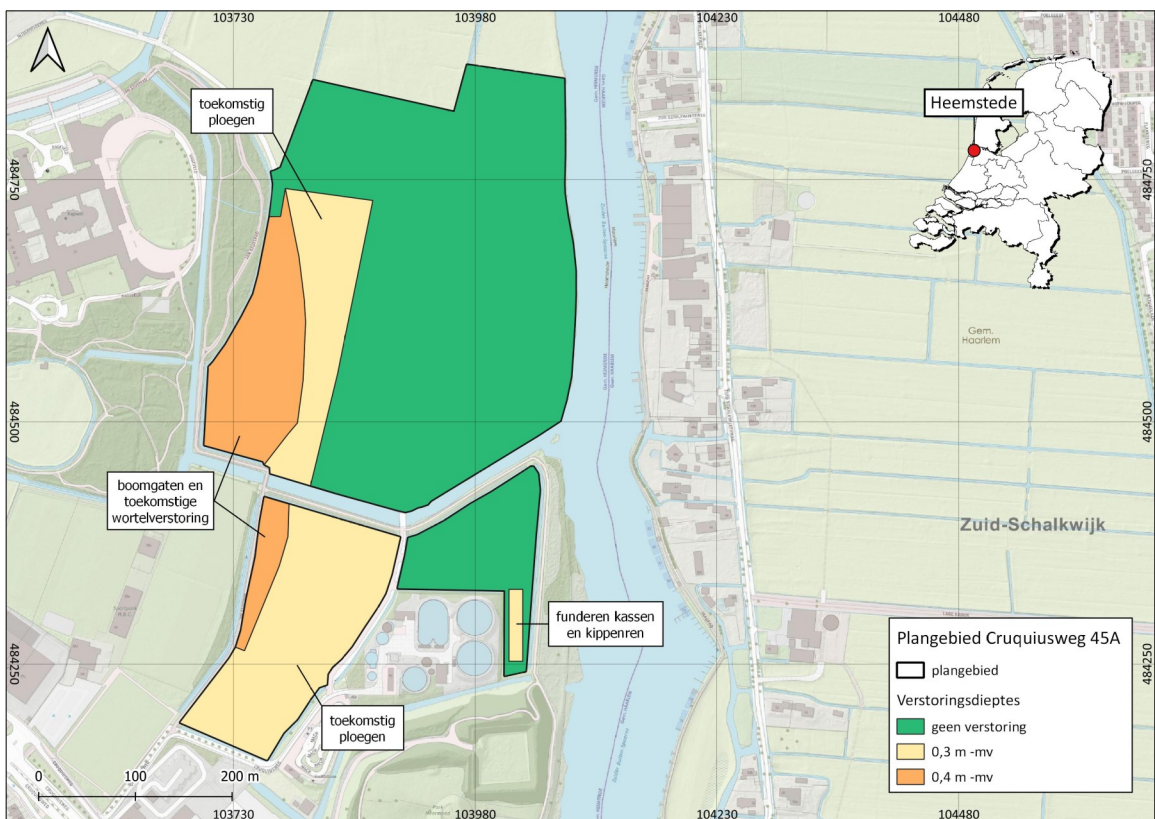 103730
103980
104230
104480
484750
484500
484250
484750
484500
484250
toekomstig
ploegen
Heemstede
Gem.
Haarlem
boomgaten en
toekomstige
wortelverstoring
Zuid-Schalkwijk
funderen kassen
en kippenren
toekomstig
ploegen
Plangebied Cruquiusweg 45A
plangebied
Verstoringsdieptes
geen verstoring
0,3 m -mv
0,4 m -mv
0
100
200 m
103730
103980
104230
104480